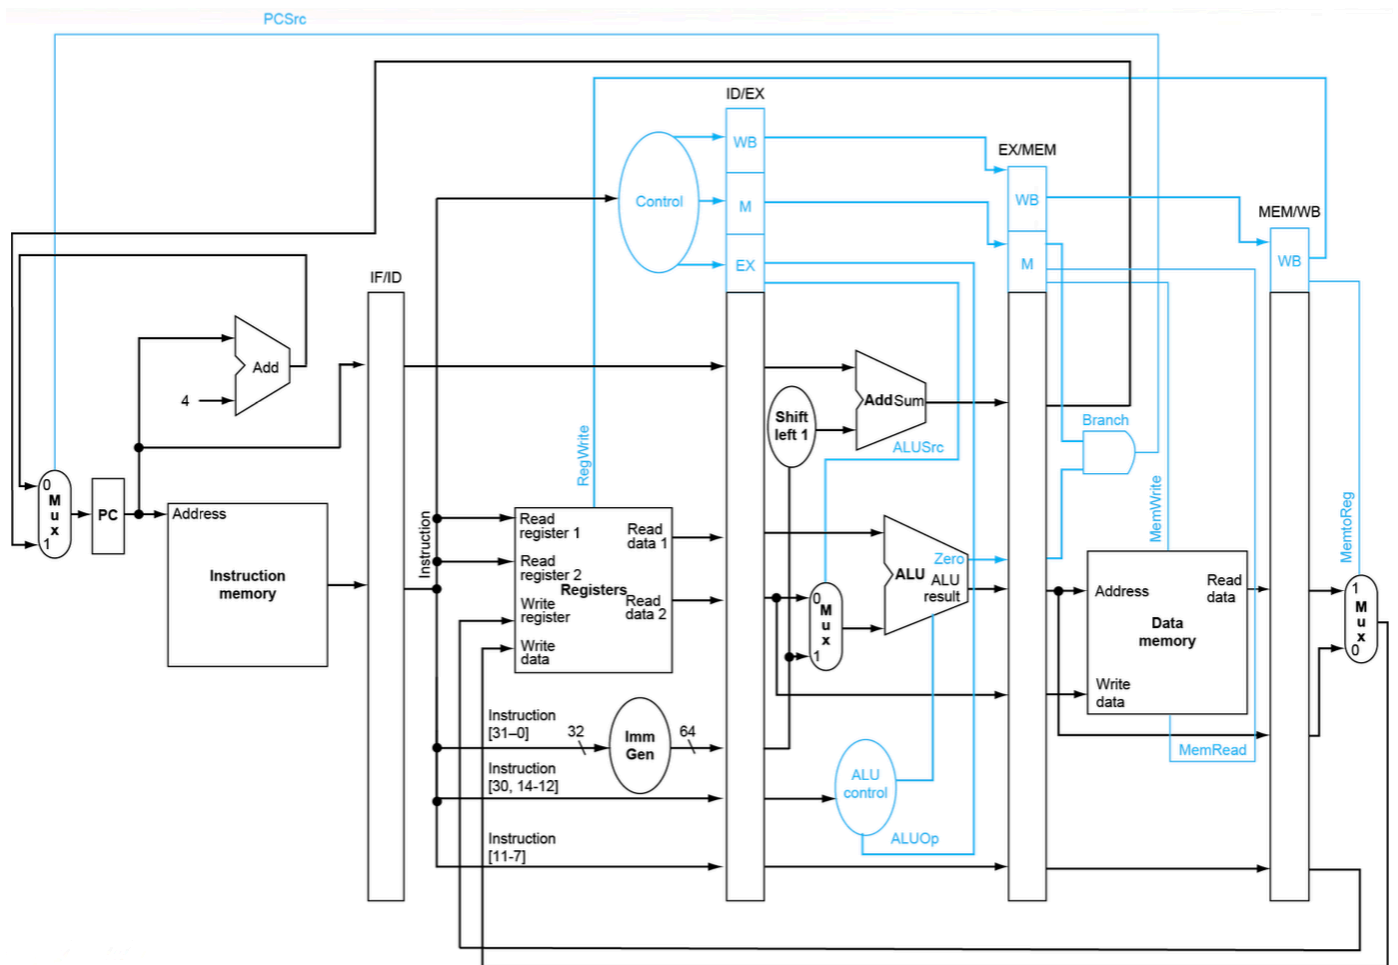 PCSrc
ID/EX
WB
EX/MEM
Control
M
WB
MEM/WB
EX
M
WB
IF/ID
Add
4
Shift
left 1
Add Sum
Branch
ALUSrc
RegWrite
MemWrite
MemtoReg
0
M
u
x
1
PC
Address
Instruction
memory
Instruction
Read
register 1
Read
register 2
Write
register
Write
data
Registers
Read
data 1
Read
data 2
0
M
u
x
1
Zero
ALU
ALU
result
Address
Read
data
Data
memory
Write
data
1
M
u
x
0
MemRead
Instruction
[31–0]
32
Imm
Gen
64
Instruction
[30, 14-12]
ALU
control
ALUOp
Instruction
[11-7]